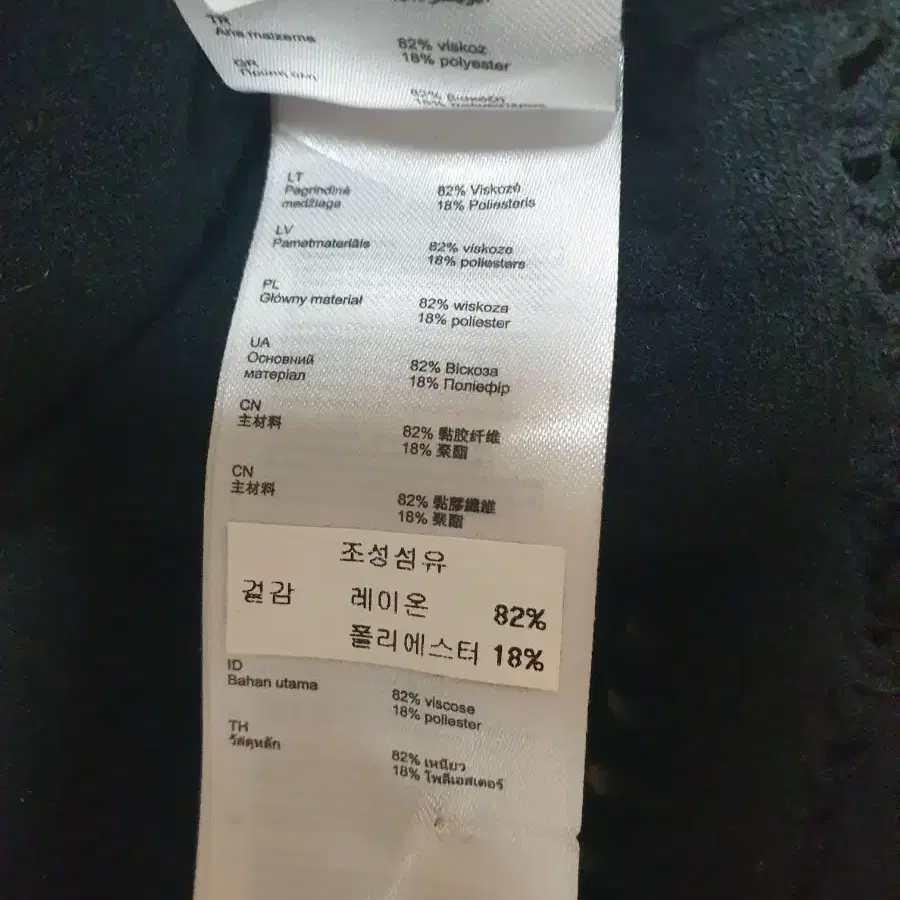 TR
Ana malzeme 82% viskoz
18% polyester
GR
LT
Pagrindinė 82% Viskozė
medžiaga 18% Poliesteris
LV
Pamatmateriāls 82% viskoze
18% poliesters
PL
Główny materiał 82% wiskoza
18% poliester
UA
Основний 82% Віскоза
матеріал 18% Поліефір
CN
主材料 82% 黏胶纤维
18% 聚酯
CN
主材料 82% 黏膠纖維
18% 聚酯
조성섬유
겉감 레이온 82%
폴리에스터 18%
ID
Bahan utama 82% viscose
18% poliester
TH
วัสดุหลัก 82% เหนียว
18% โพลีเอสเตอร์